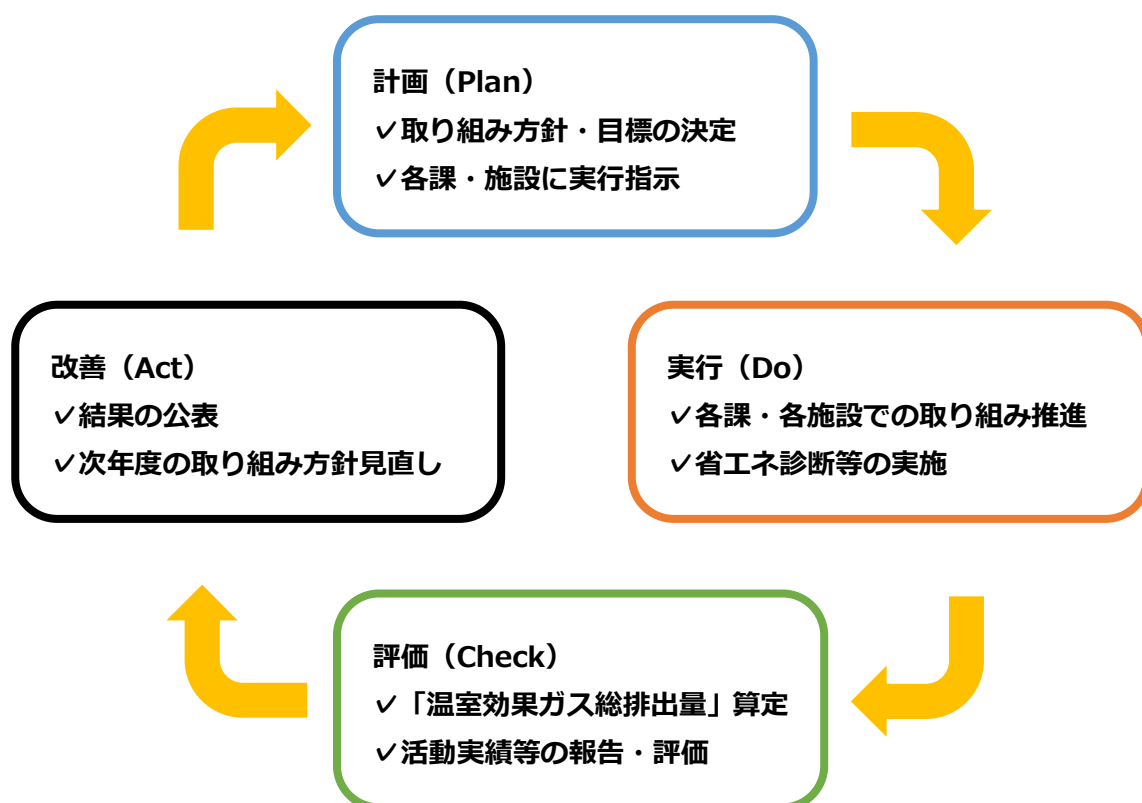 計画（Plan）
✓取り組み方針・目標の決定
✓各課・施設に実行指示
改善（Act）
✓結果の公表
✓次年度の取り組み方針見直し
実行（Do）
✓各課・各施設での取り組み推進
✓省エネ診断等の実施
評価（Check）
✓「温室効果ガス総排出量」算定
✓活動実績等の報告・評価